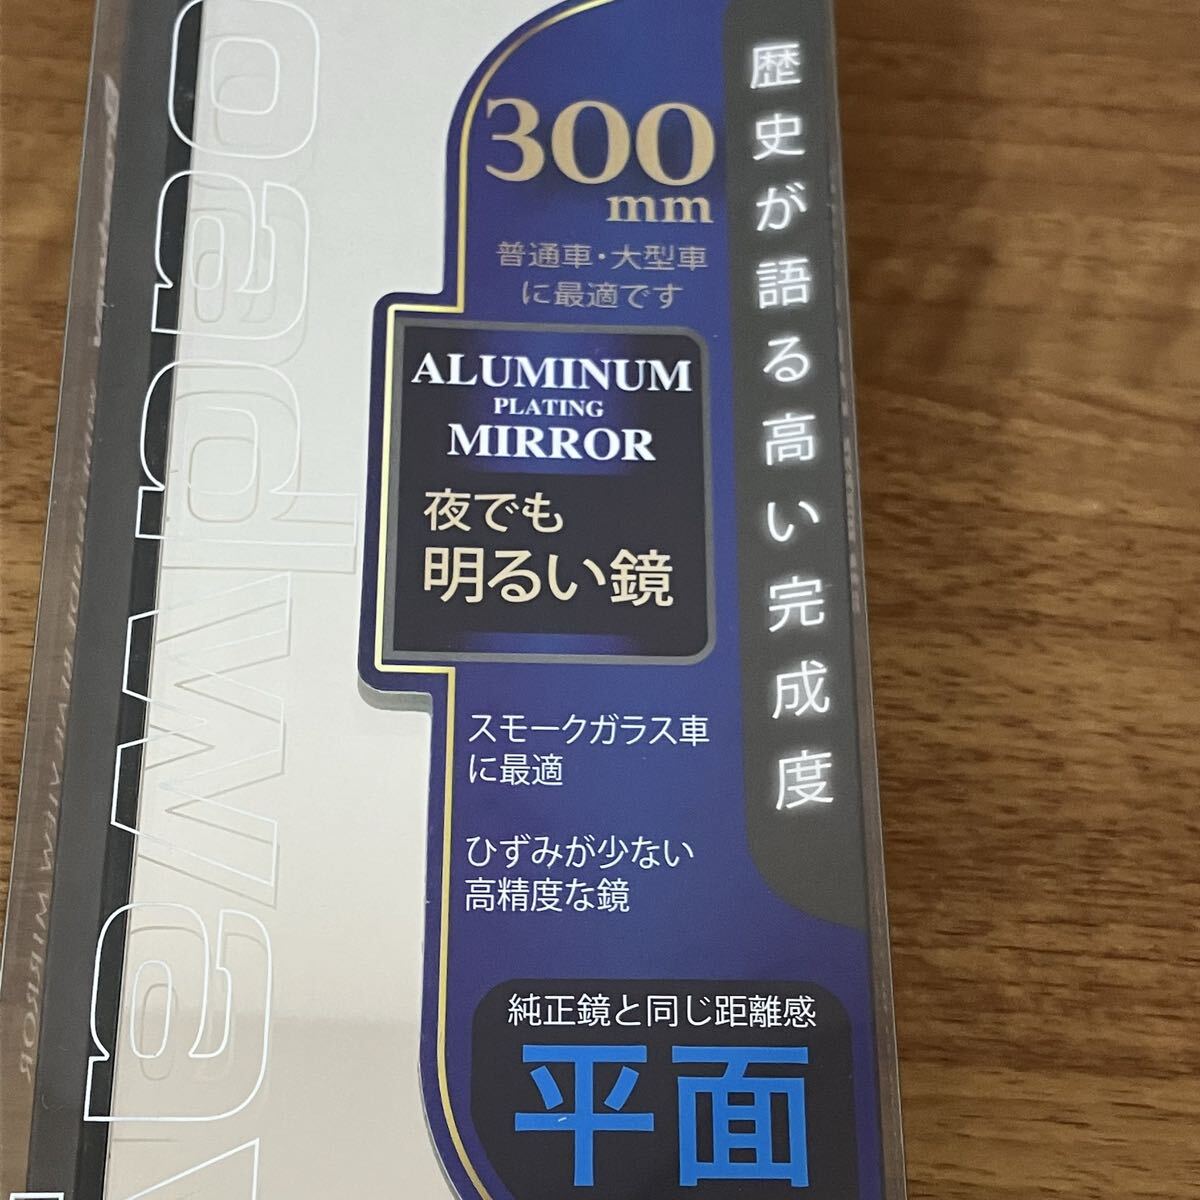 300
mm
普通車・大型車
に最適です
ALUMINUM
PLATING
MIRROR
夜でも
明るい鏡
スモークガラス車
に最適
ひずみが少ない
高精度な鏡
純正鏡と同じ距離感
平面
歴史が語る高い完成度
oadway